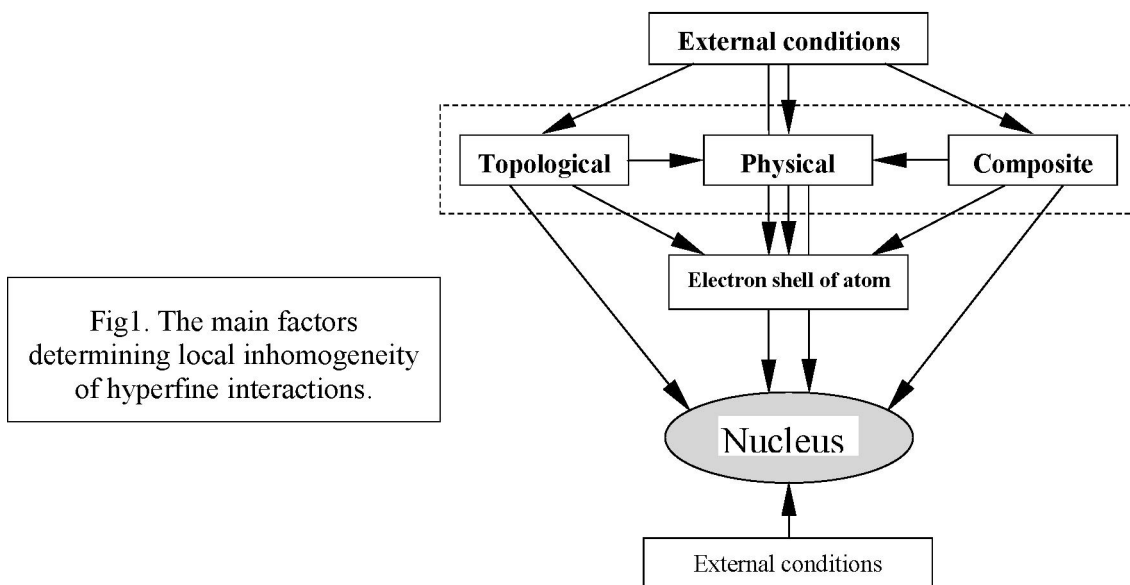 External conditions
Topological
Physical
Composite
Electron shell of atom
Fig1. The main factors
determining local inhomogeneity
of hyperfine interactions.
Nucleus
External conditions